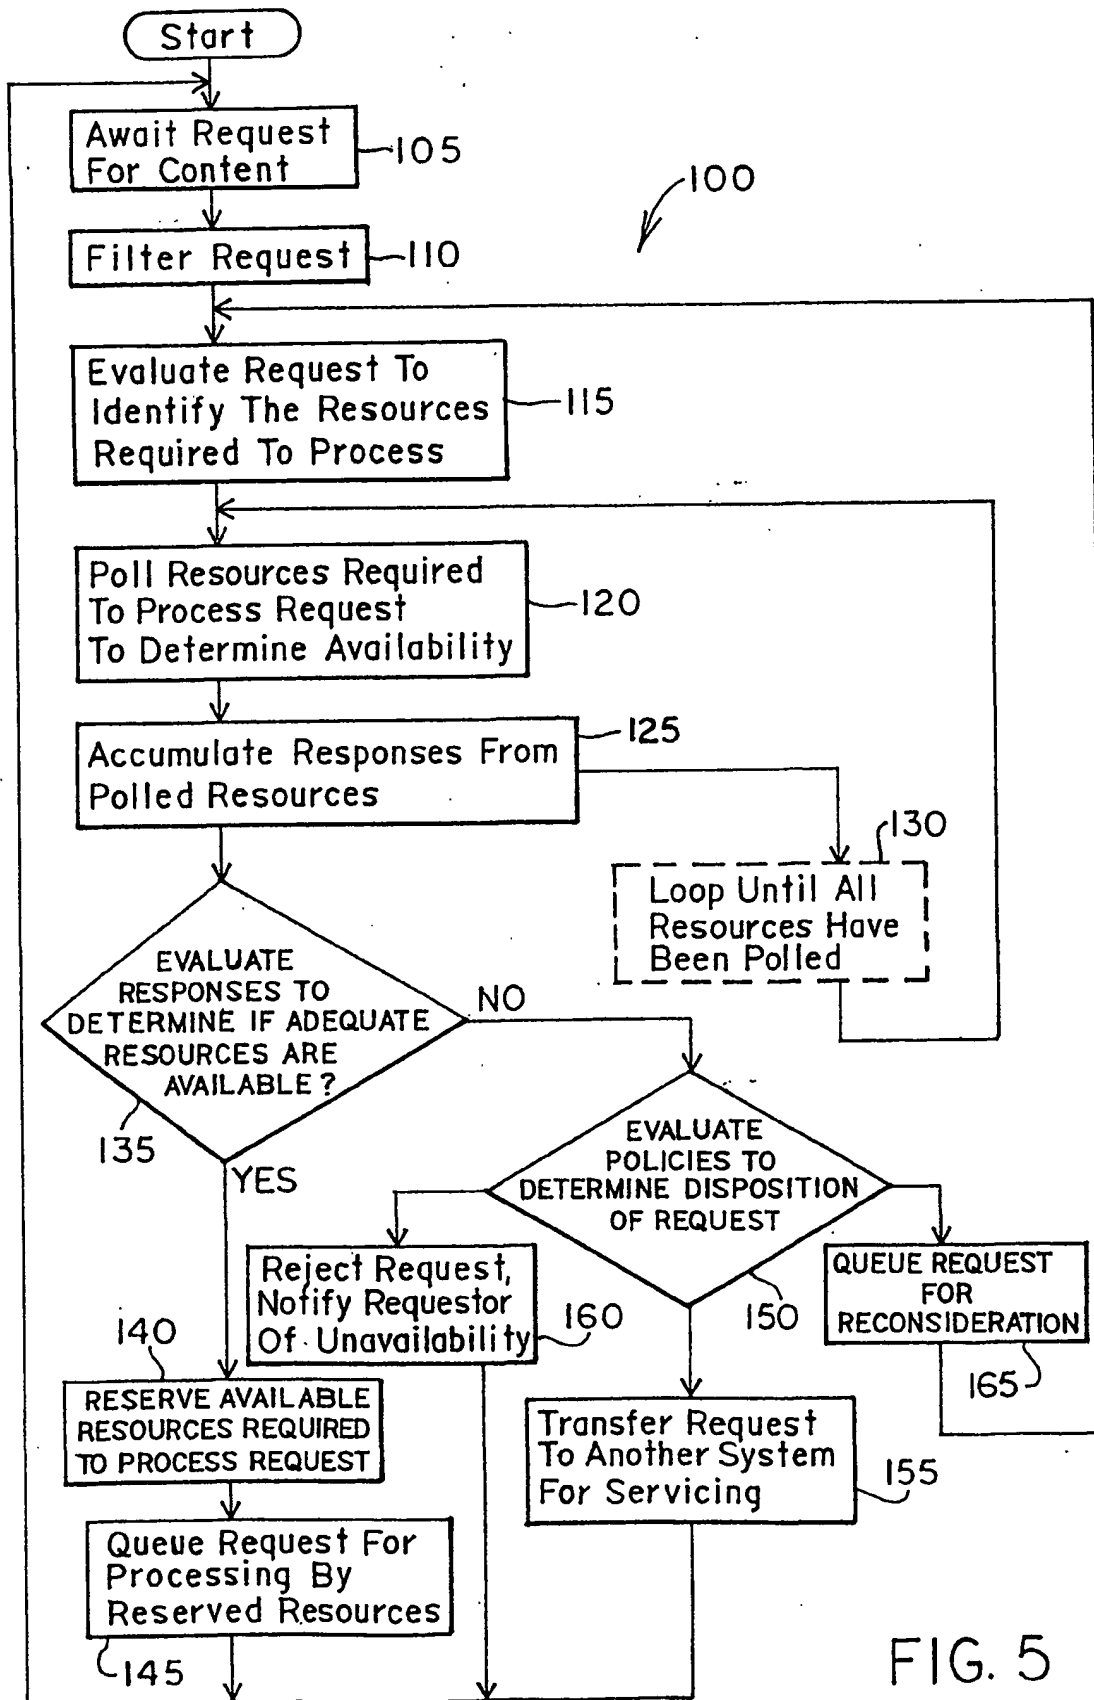 Start
Await Request
For Content
105
100
Filter Request
110
Evaluate Request To
Identify The Resources
Required To Process
115
Poll Resources Required
To Process Request
To Determine Availability
120
Accumulate Responses From
Polled Resources
125
130
Loop Until All
Resources Have
Been Polled
EVALUATE
RESPONSES TO
DETERMINE IF ADEQUATE
RESOURCES ARE
AVAILABLE?
135
NO
YES
EVALUATE
POLICIES TO
DETERMINE DISPOSITION
OF REQUEST
150
Reject Request,
Notify Requestor
Of Unavailability
160
QUEUE REQUEST
FOR
RECONSIDERATION
165
140
RESERVE AVAILABLE
RESOURCES REQUIRED
TO PROCESS REQUEST
Transfer Request
To Another System
For Servicing
155
Queue Request For
Processing By
Reserved Resources
145
FIG. 5